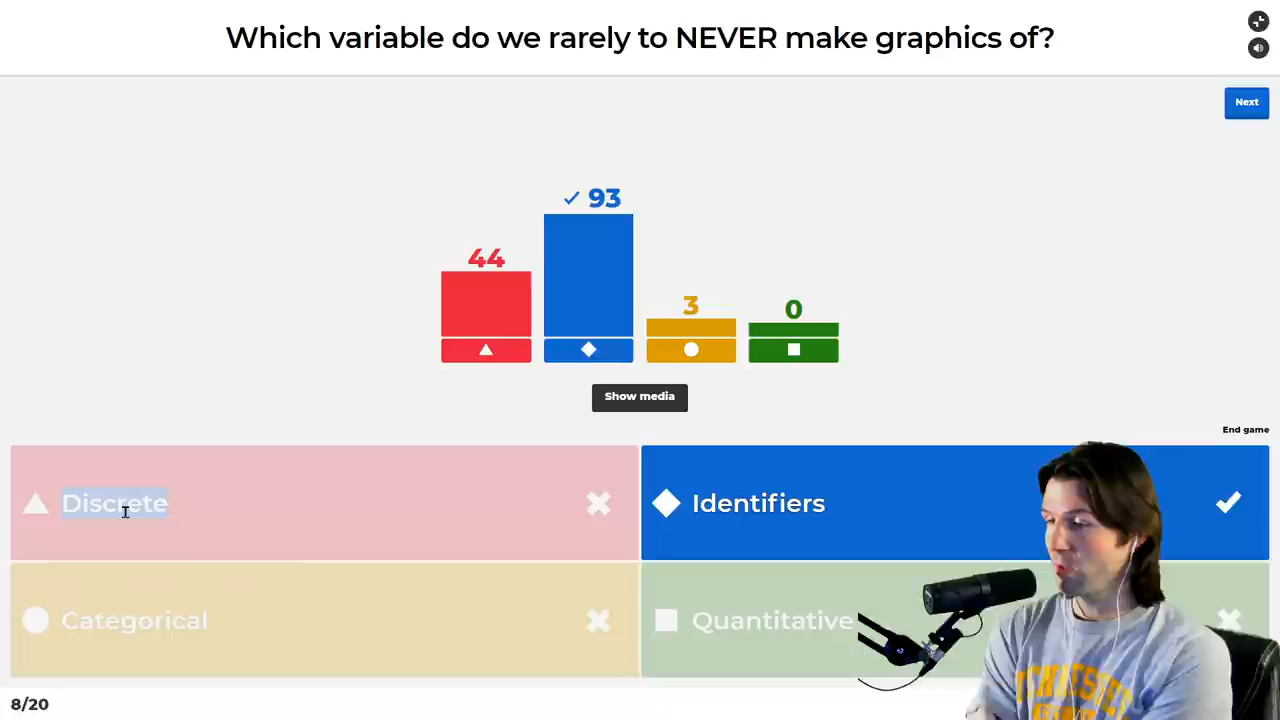 Which variable do we rarely to NEVER make graphics of?
Next
44
93
3
0
Show media
End game
Discrete
Identifiers
Categorical
Quantitative
8/20